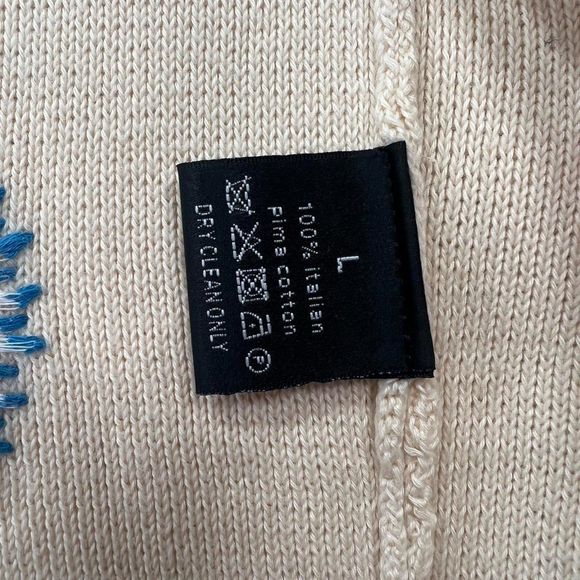 L
100% italian
Pima cotton
P
DRY CLEAN ONLY